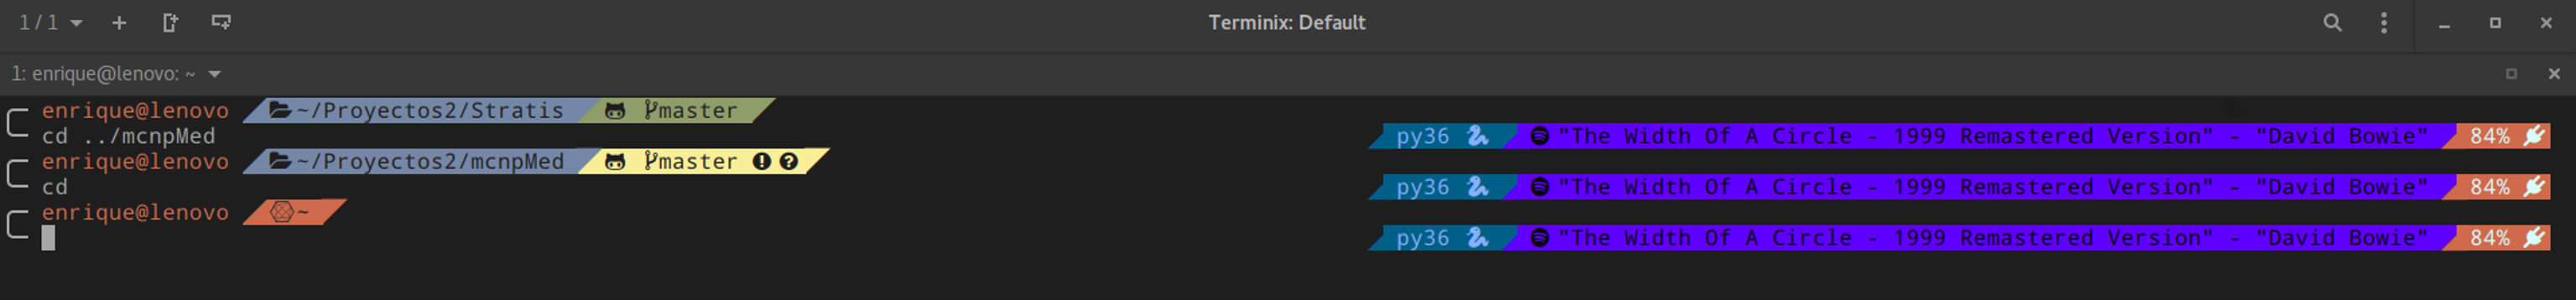 1 / 1
Terminix: Default
1: enrique@lenovo: ~
enrique@lenovo ~/Proyectos2/Stratis master
cd ../mcnpMed py36 "The Width Of A Circle - 1999 Remastered Version" - "David Bowie" 84%
enrique@lenovo ~/Proyectos2/mcnpMed master ! ?
cd py36 "The Width Of A Circle - 1999 Remastered Version" - "David Bowie" 84%
enrique@lenovo ~
py36 "The Width Of A Circle - 1999 Remastered Version" - "David Bowie" 84%